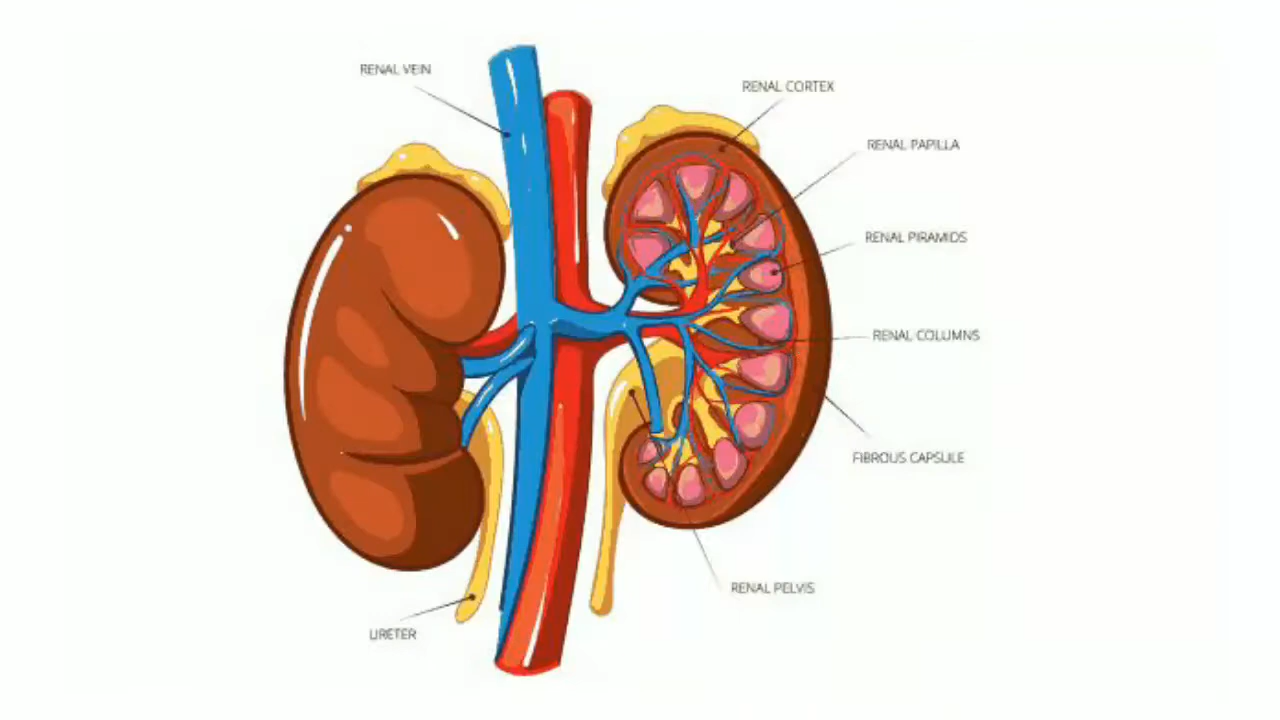 RENAL VEIN
RENAL CORTEX
RENAL PAPILLA
RENAL PIRAMIDS
RENAL COLUMNS
FIBROUS CAPSULE
RENAL PELVIS
URETER